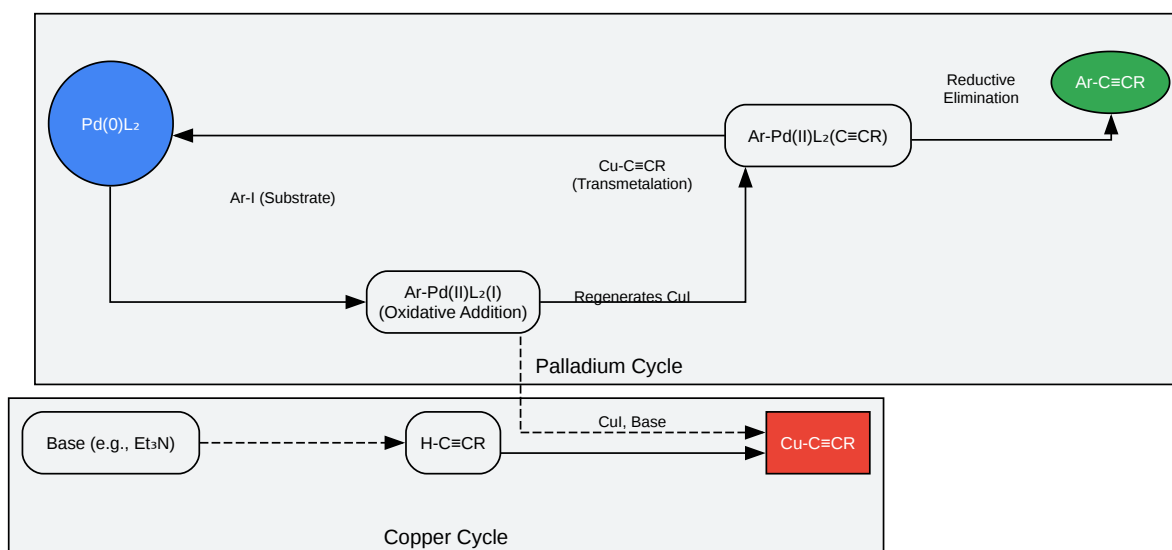 Reductive
Elimination
Ar-C≡CR
Pd(0)L₂
Ar-Pd(II)L₂(C≡CR)
Cu-C≡CR
(Transmetalation)
Ar-I (Substrate)
Ar-Pd(II)L₂(I)
(Oxidative Addition)
Regenerates CuI
Palladium Cycle
Base (e.g., Et₃N)
H-C≡CR
CuI, Base
Cu-C≡CR
Copper Cycle